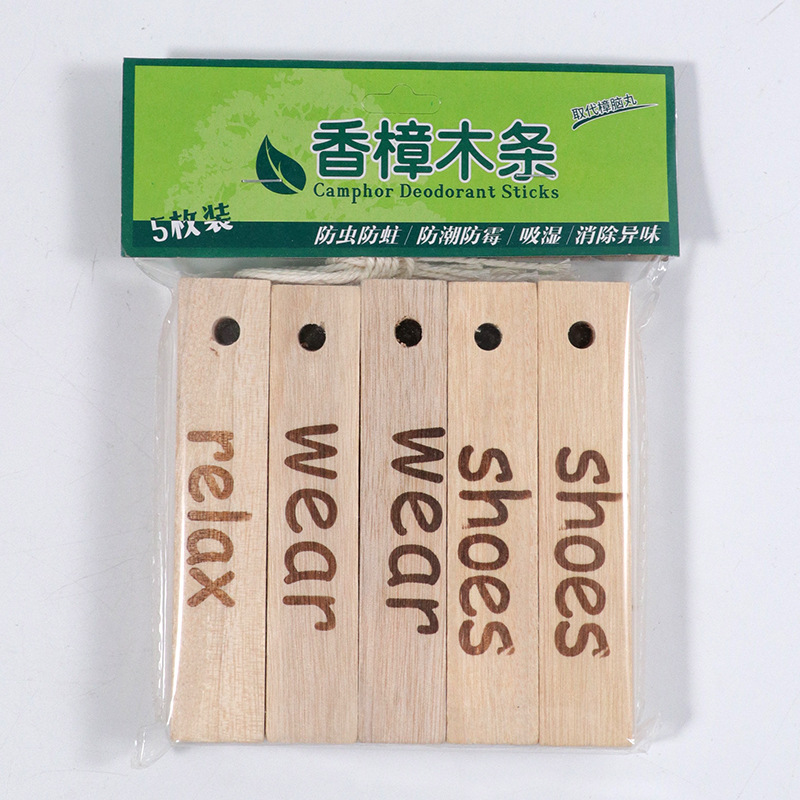 取代樟脑丸
香樟木条
Camphor Deodorant Sticks
5枚装
防虫防蛀/防潮防霉/吸湿/消除异味
relax
wear
wear
shoes
shoes